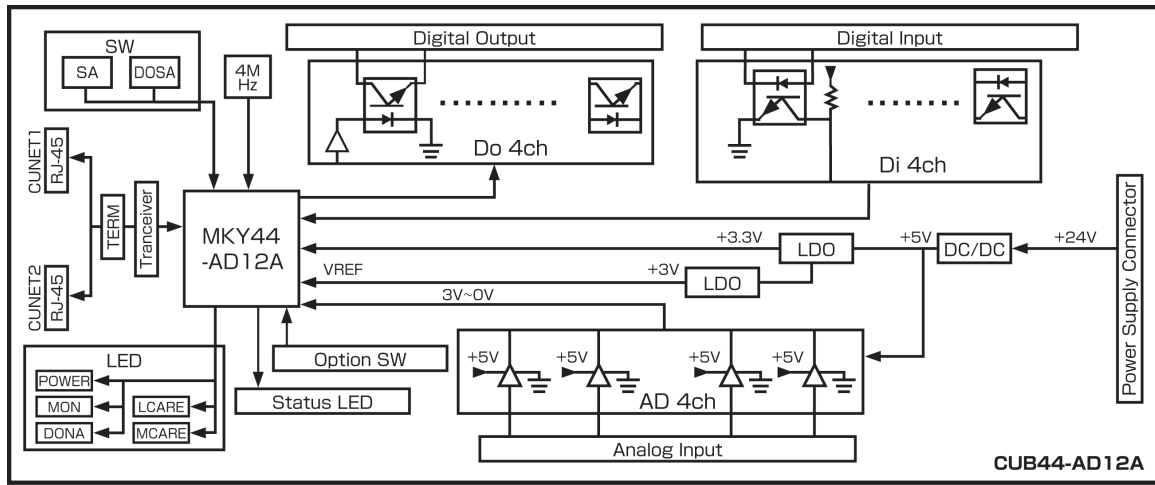 SW
SA
DOSA
4M
Hz
Digital Output
Do 4ch
Digital Input
Di 4ch
CUNET1
RJ-45
CUNET2
RJ-45
TERM
Tranceiver
MKY44
-AD12A
+3.3V
LDO
+5V
DC/DC
+24V
Power Supply Connector
VREF
+3V
LDO
3V~0V
Option SW
Status LED
LED
POWER
MON
DONA
LCARE
MCARE
+5V
+5V
+5V
+5V
AD 4ch
Analog Input
CUB44-AD12A